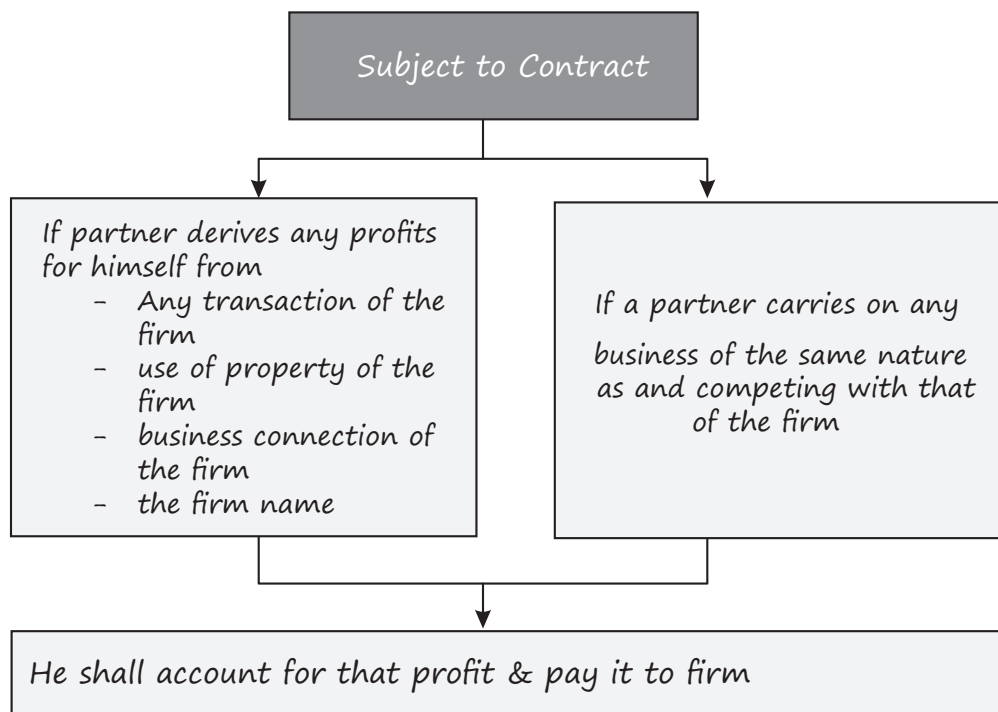 Subject to Contract
If partner derives any profits
for himself from
- Any transaction of the
firm
- use of property of the
firm
- business connection of
the firm
- the firm name
If a partner carries on any
business of the same nature
as and competing with that
of the firm
He shall account for that profit & pay it to firm